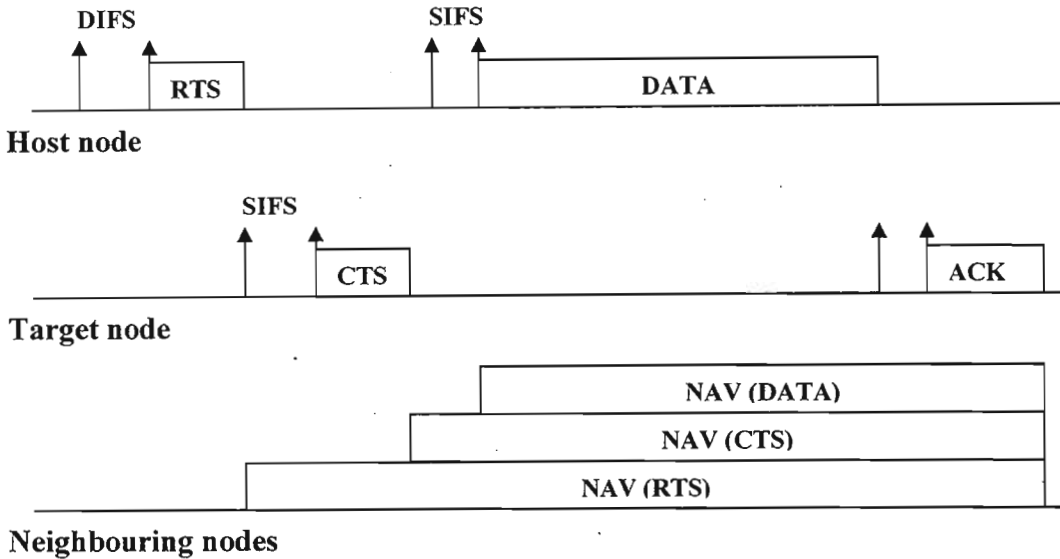 DIFS
SIFS
RTS
DATA
Host node
SIFS
CTS
ACK
Target node
NAV (DATA)
NAV (CTS)
NAV (RTS)
Neighbouring nodes